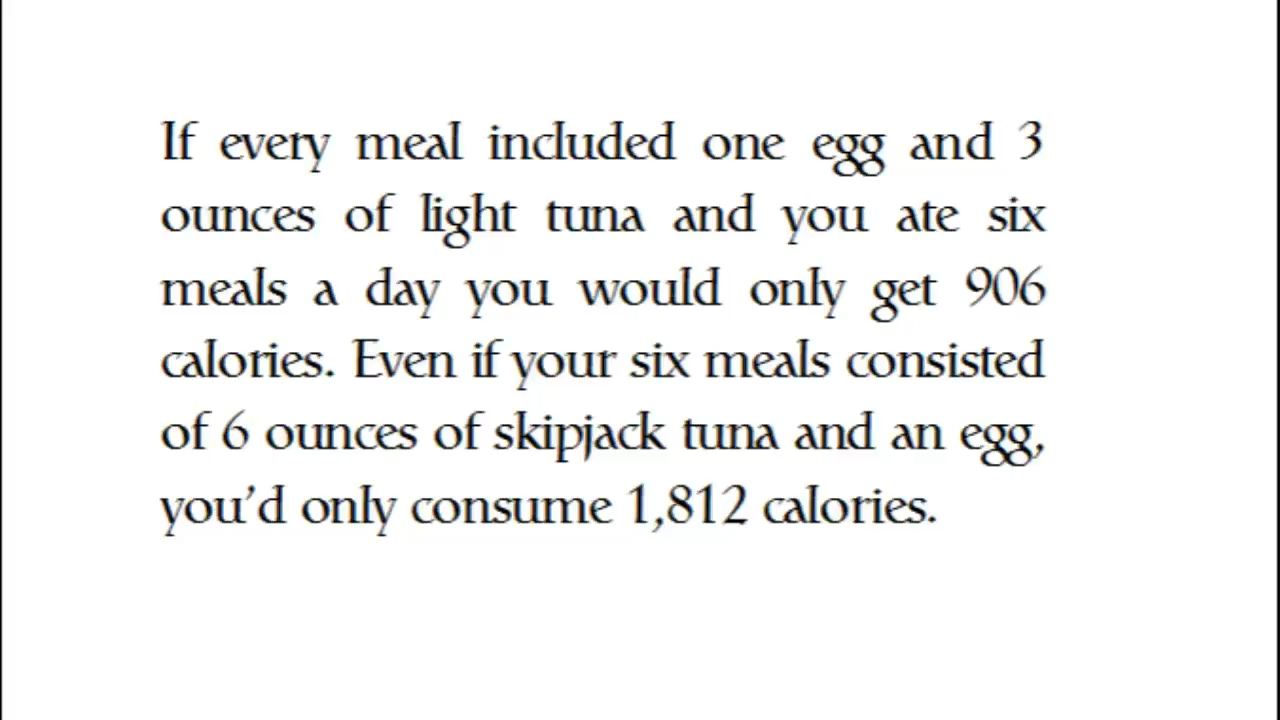 If every meal included one egg and 3
ounces of light tuna and you ate six
meals a day you would only get 906
calories. Even if your six meals consisted
of 6 ounces of skipjack tuna and an egg,
you’d only consume 1,812 calories.